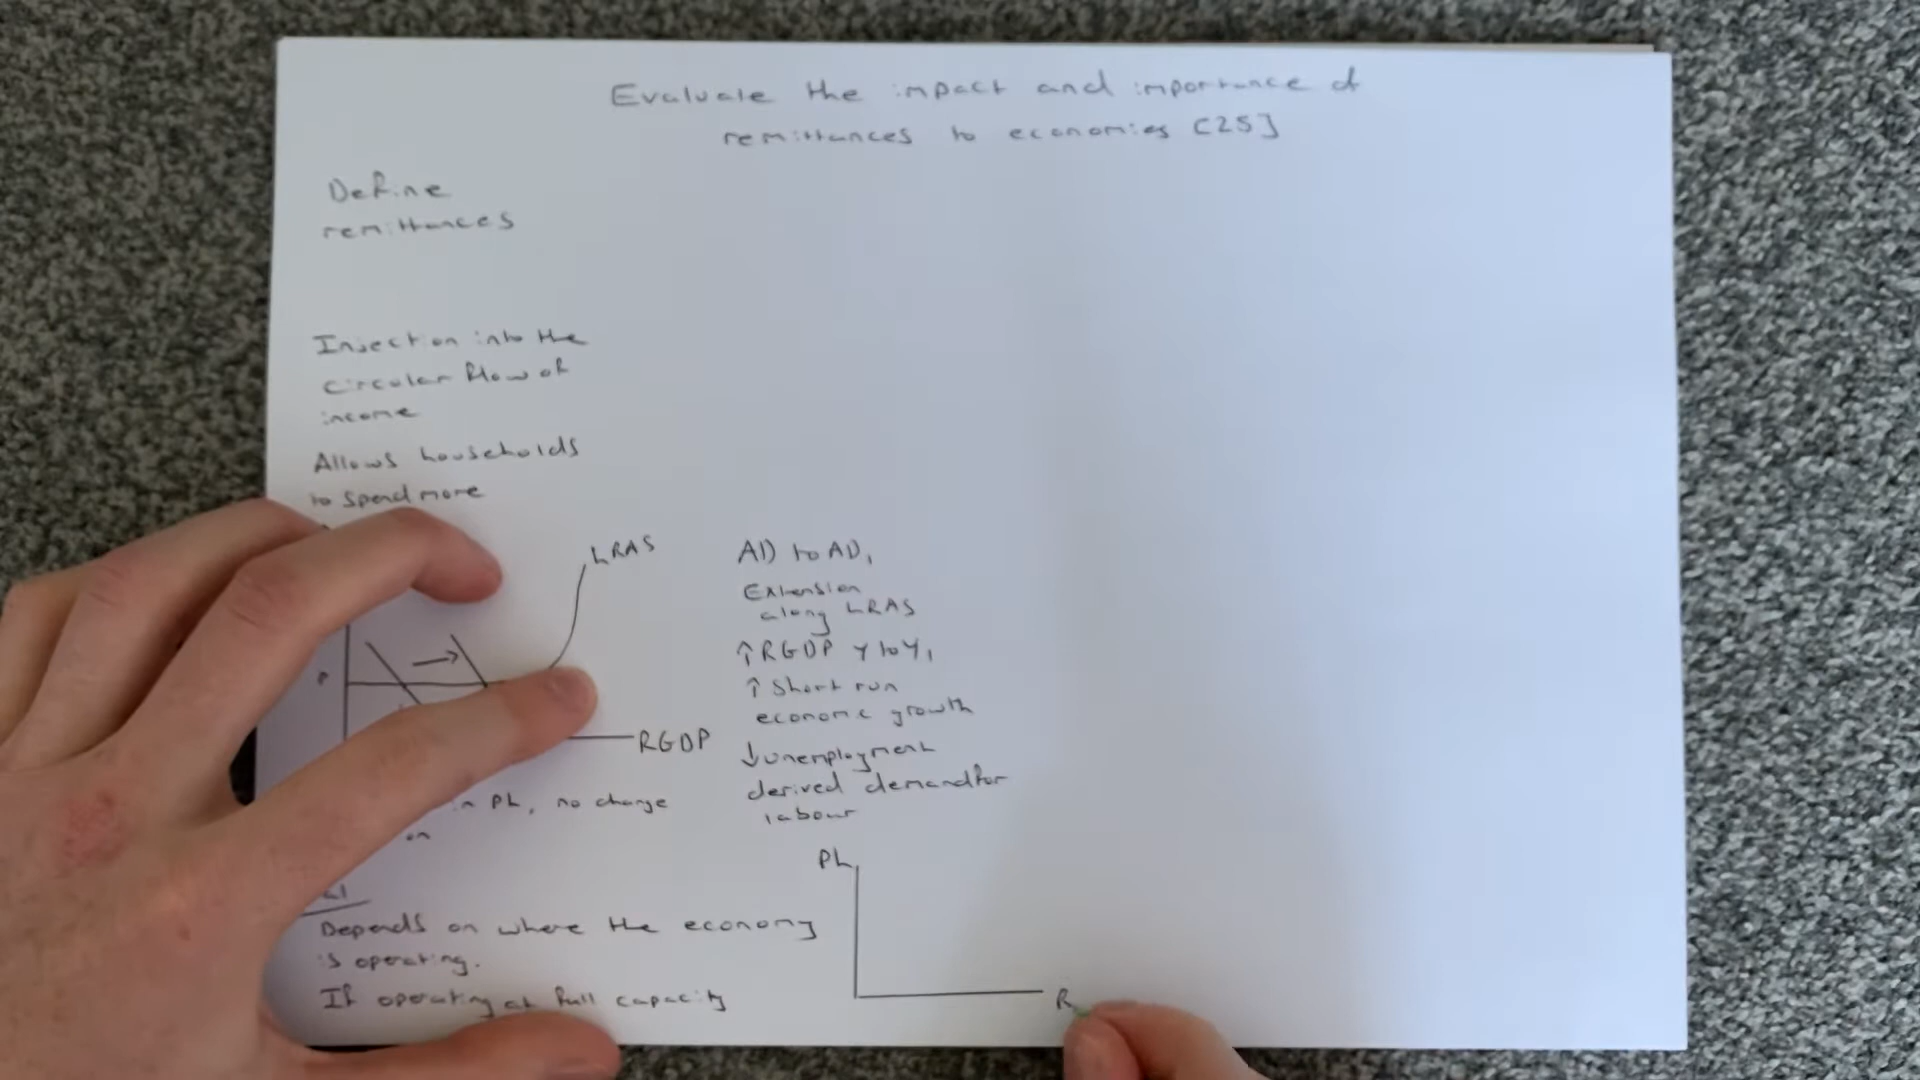 Evaluate the impact and importance of
remittances to economies [25]
Define
remittances
Injection into the
circular flow of
income
Allows households
to spend more
LRAS
P
RGDP
in PL, no change
on
AD to AD1
Extension
along LRAS
↑ RGDP Y to Y1
↑ short run
economic growth
↓ unemployment
derived demand for
labour
Depends on where the economy
is operating.
If operating at full capacity
PL
R